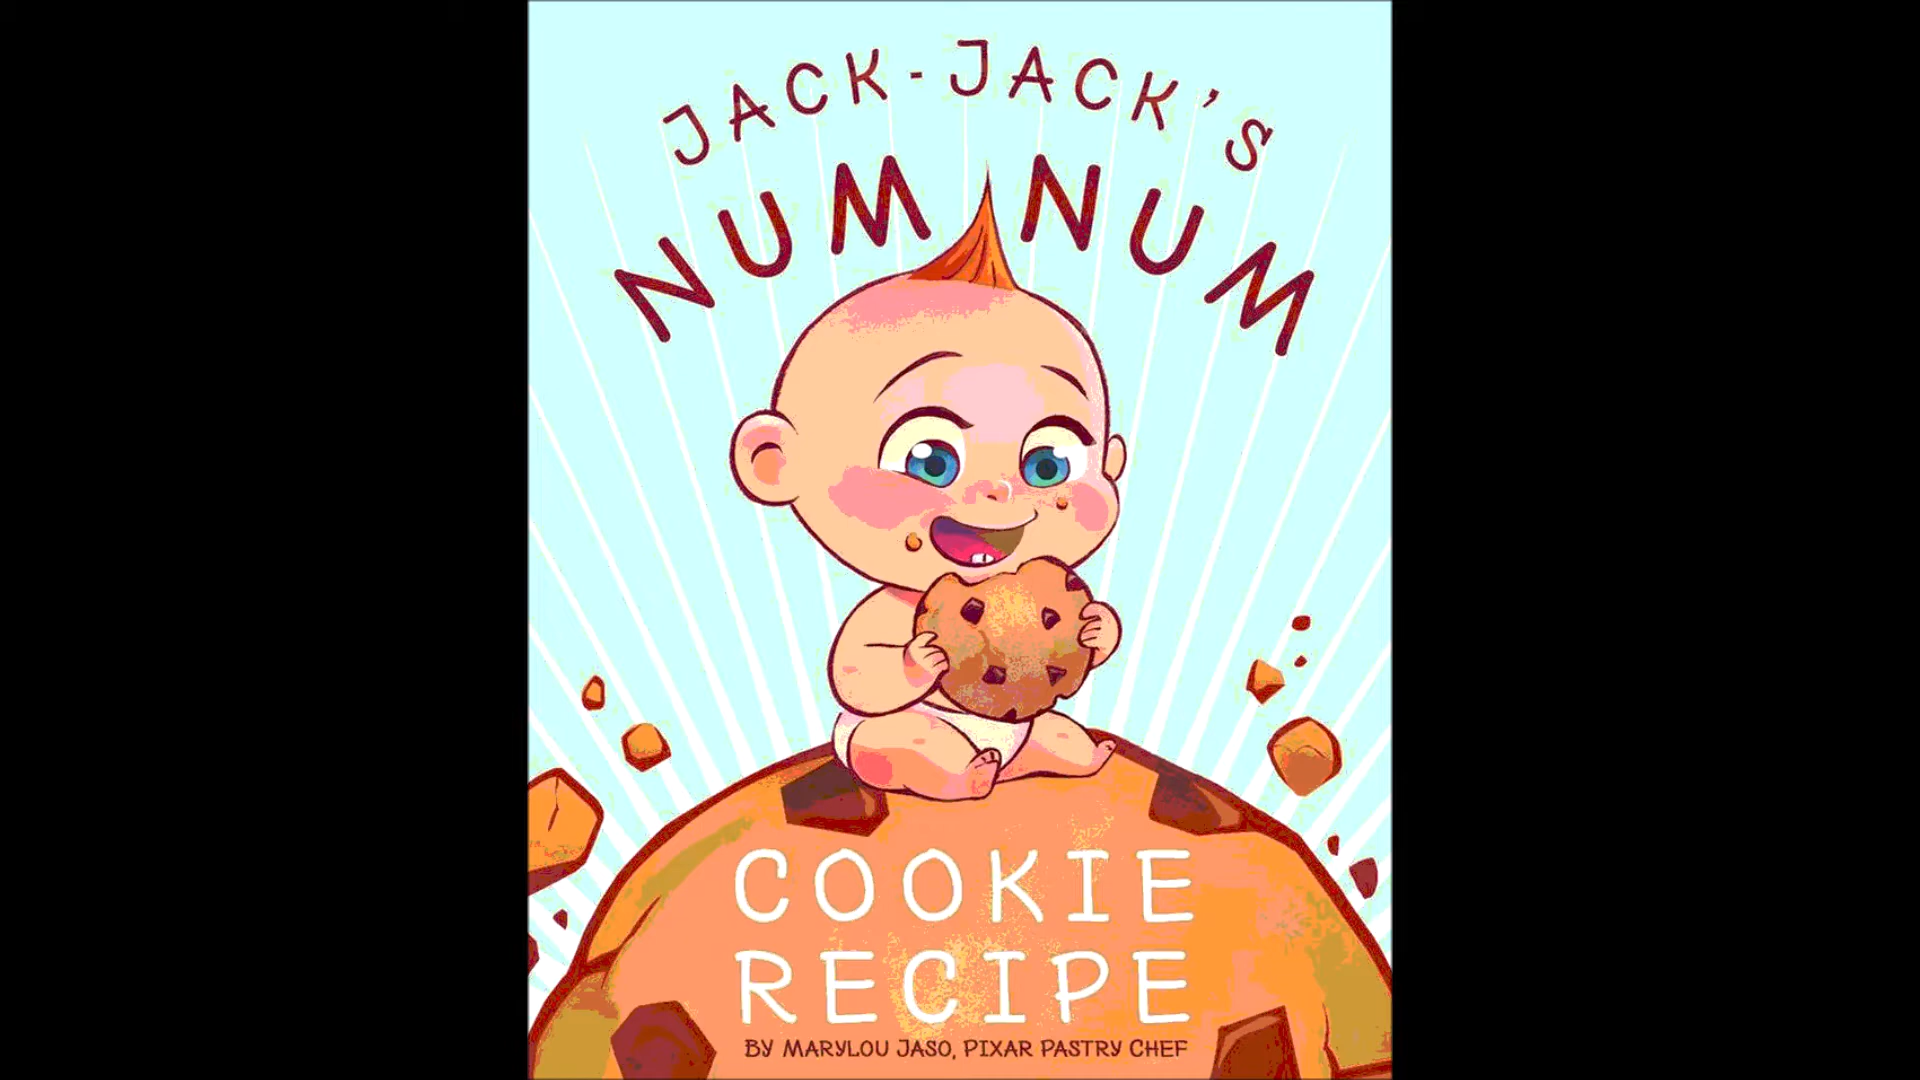 JACK-JACK'S
NUM NUM
COOKIE
RECIPE
BY MARYLOU JASO, PIXAR PASTRY CHEF